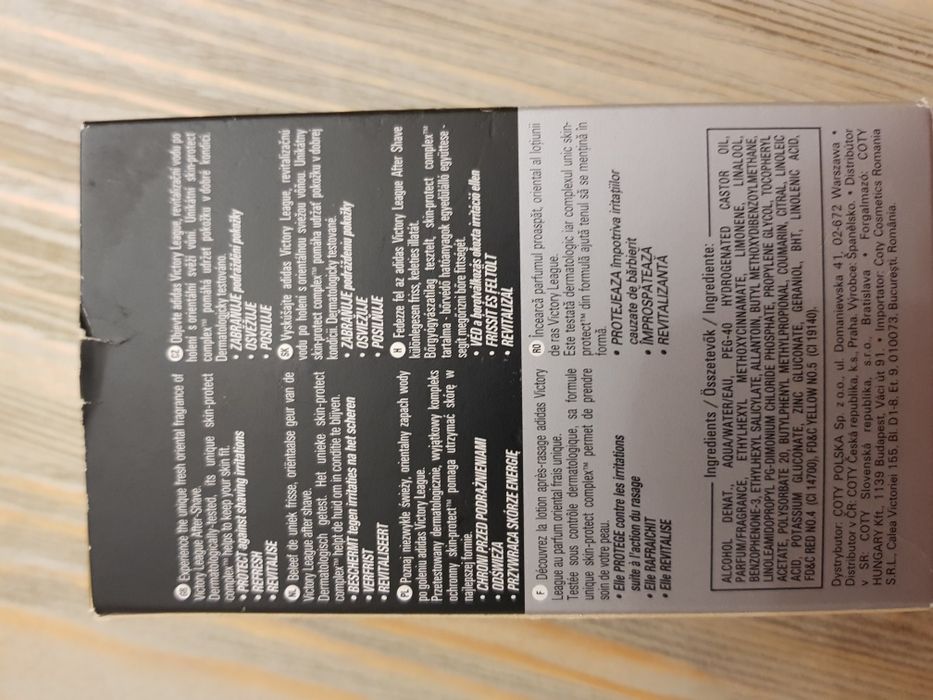 GB Experience the unique fresh oriental fragrance of
Victory League After-Shave.
Dermatologically-tested, its unique skin-protect
complex™ helps to keep your skin fit.
• PROTECT against shaving irritations
• REFRESH
• REVITALISE
NL Beleef de uniek frisse, oriëntaalse geur van de
Victory League after shave.
Dermatologisch getest. Het unieke skin-protect
complex™ helpt de huid om in conditie te blijven.
• BESCHERMT tegen irritaties na het scheren
• VERFRIST
• REVITALISEERT
PL Poznaj niezwykle świeży, orientalny zapach wody
po goleniu adidas Victory League.
Przetestowany dermatologicznie, wyjątkowy kompleks
ochronny skin-protect™ pomaga utrzymać skórę w
najlepszej formie.
• CHRONI PRZED PODRAŻNIENIAMI
• ODŚWIEŻA
• PRZYWRACA SKÓRZE ENERGIĘ
CZ Objevte adidas Victory League, revitalizační vodu po
holení s orientální svěží vůní. Unikátní skin-protect
complex™ pomáhá udržet pokožku v dobré kondici.
Dermatologicky testováno.
• ZABRAŇUJE podráždění pokožky
• OSVĚŽUJE
• POSILUJE
SK Vyskúšajte adidas Victory League, revitalizačnú
vodu po holení s orientálnou sviežou vôňou. Unikátny
skin-protect complex™ pomáha udržať pokožku v dobrej
kondícii. Dermatologicky testované.
• ZABRAŇUJE podráždeniu pokožky
• OSVIEŽUJE
• POSILŇUJE
H Fedezze fel az adidas Victory League After Shave
különlegesen friss, keleties illatát.
Bőrgyógyászatilag tesztelt, skin-protect complex™
tartalma - bőrvédő hatóanyagok egyedülálló együttese -
segít megőrizni bőre fittségét.
• VÉD a borotválkozás okozta irritáció ellen
• FRISSÍT ÉS FELTÖLT
• REVITALIZÁL
F Découvrez la lotion après-rasage adidas Victory
League au parfum oriental frais unique.
Testée sous contrôle dermatologique, sa formule
unique skin-protect complex™ permet de prendre
soin de votre peau.
• Elle PROTEGE contre les irritations
suite à l'action du rasage
• Elle RAFRAICHIT
• Elle REVITALISE
RO Încearcă parfumul proaspăt, oriental al loțiunii
de ras Victory League.
Este testată dermatologic iar complexul unic skin-
protect™ din formulă ajută tenul să se mențină în
formă.
• PROTEJEAZĂ împotriva iritațiilor
cauzate de bărbierit
• ÎMPROSPĂTEAZĂ
• REVITALIZANTĂ
Ingredients / Összetevők / Ingrediente:
ALCOHOL DENAT., AQUA/WATER/EAU, PEG-40 HYDROGENATED CASTOR OIL,
PARFUM/FRAGRANCE, ETHYLHEXYL METHOXYCINNAMATE, LIMONENE, LINALOOL,
BENZOPHENONE-3, ETHYLHEXYL SALICYLATE, ALLANTOIN, BUTYL METHOXYDIBENZOYLMETHANE,
LINOLEAMIDOPROPYL PG-DIMONIUM CHLORIDE PHOSPHATE, PROPYLENE GLYCOL, TOCOPHERYL
ACETATE, POLYSORBATE 20, BUTYLPHENYL METHYLPROPIONAL, COUMARIN, CITRAL, LINOLEIC
ACID, POTASSIUM GLUCONATE, ZINC GLUCONATE, GERANIOL, BHT, LINOLENIC ACID,
FD&C RED NO.4 (CI 14700), FD&C YELLOW NO.5 (CI 19140).
Dystrybutor: COTY POLSKA Sp. z o.o., ul. Domaniewska 41, 02-672 Warszawa •
Distributor v ČR: COTY Česká republika, k.s., Praha. Výrobce: Španělsko. • Distribútor
v SR: COTY Slovenská republika, s.r.o., Bratislava • Forgalmazó: COTY
HUNGARY Kft., 1139 Budapest, Váci út 91. • Importator: Coty Cosmetics Romania
S.R.L. Calea Victoriei 155, Bl. D1-8, Et. 9, 010073, București, România.